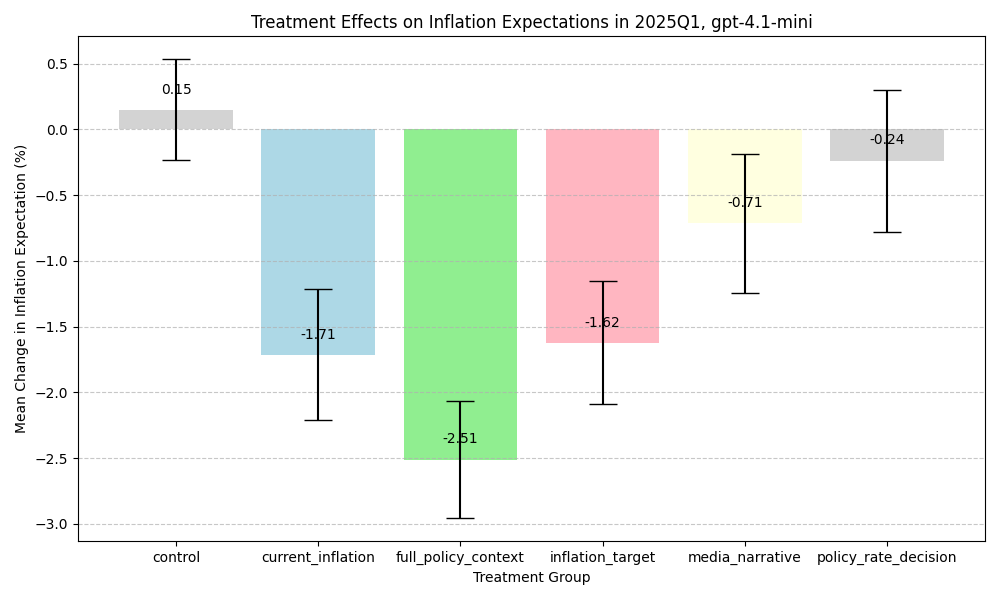 Treatment Effects on Inflation Expectations in 2025Q1, gpt-4.1-mini
Mean Change in Inflation Expectation (%)
0.5
0.0
−0.5
−1.0
−1.5
−2.0
−2.5
−3.0
0.15
-1.71
-2.51
-1.62
-0.71
-0.24
control
current_inflation
full_policy_context
inflation_target
media_narrative
policy_rate_decision
Treatment Group